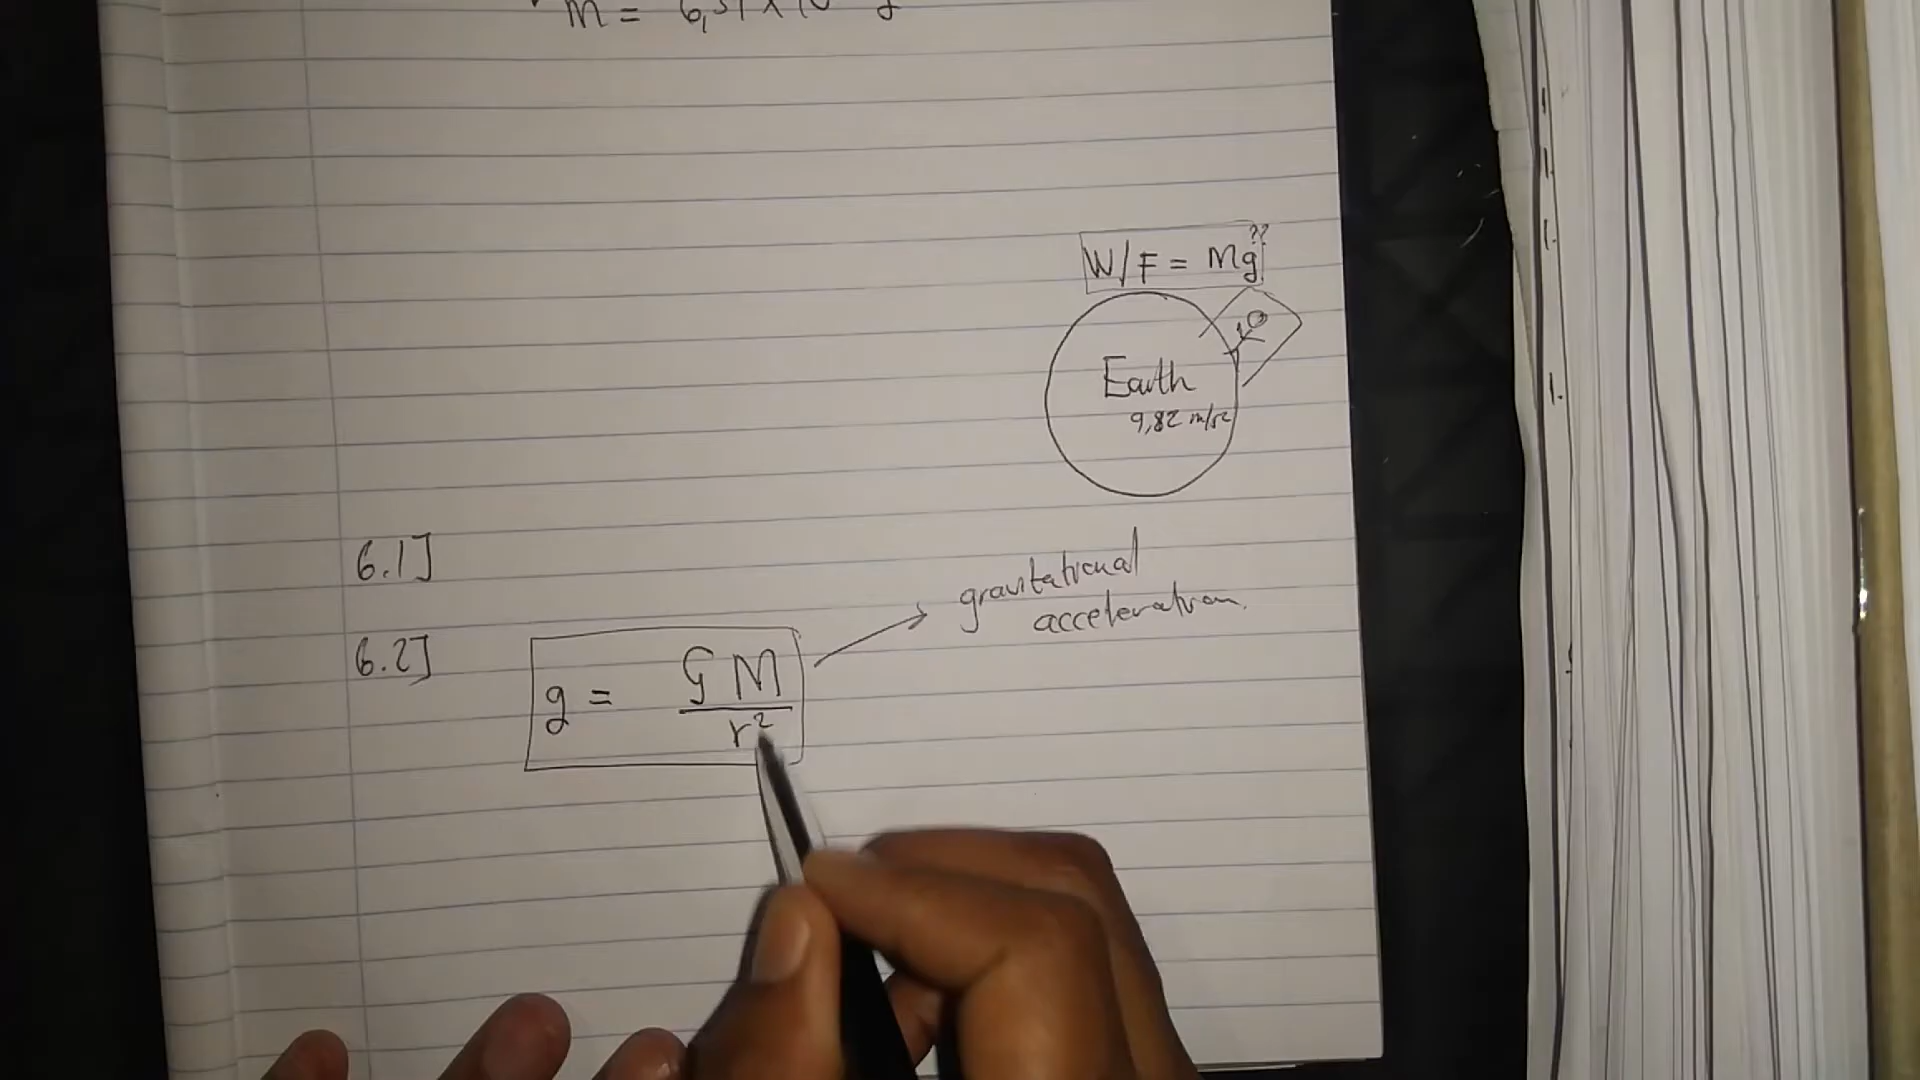 m =
W/F = Mg
??
Earth
9,82 m/s2
6.1]
gravitational
acceleration.
6.2]
g = GM
r²